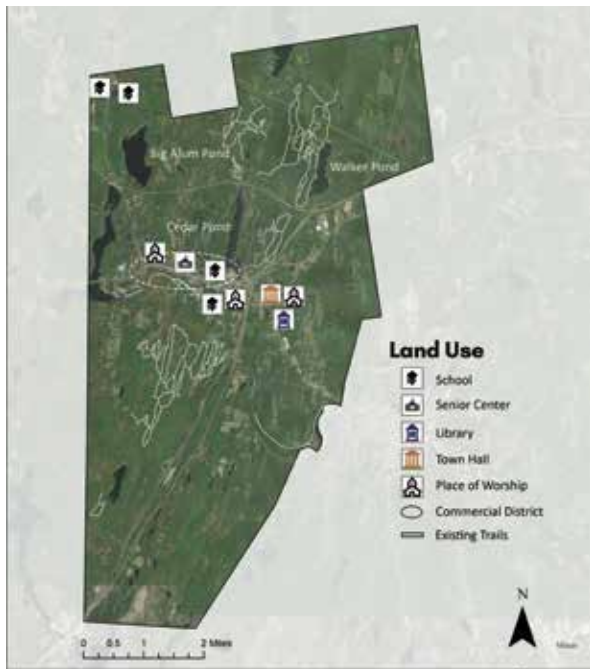 Big Alum Pond
Walker Pond
Cedar Pond
Land Use
School
Senior Center
Library
Town Hall
Place of Worship
Commercial District
Existing Trails
N
0 0.5 1 2 Miles